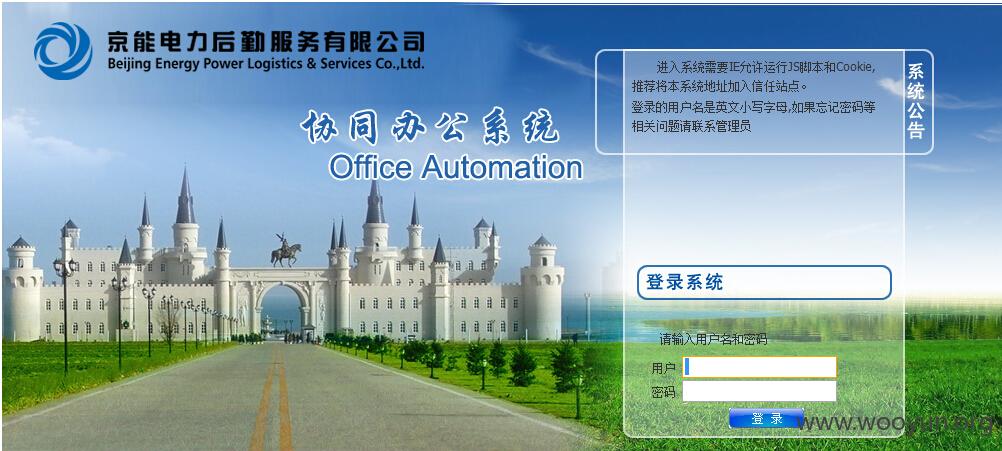 京能电力后勤服务有限公司
Beijing Energy Power Logistics & Services Co.,Ltd.
协同办公系统
Office Automation
进入系统需要IE允许运行JS脚本和Cookie,
推荐将本系统地址加入信任站点。
登录的用户名是英文小写字母,如果忘记密码等
相关问题请联系管理员
系统公告
登录系统
请输入用户名和密码
用户
密码
登 录
www.wooyun.org